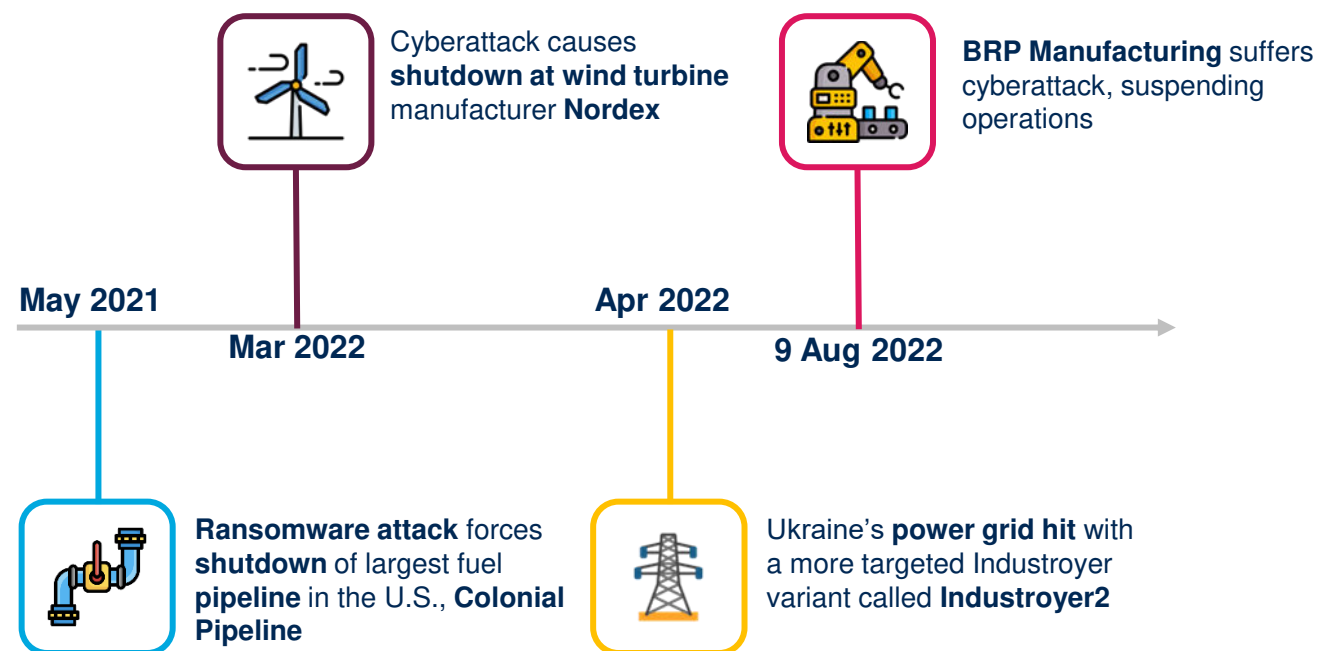 Cyberattack causes
shutdown at wind turbine
manufacturer Nordex
BRP Manufacturing suffers
cyberattack, suspending
operations
May 2021
Mar 2022
Apr 2022
9 Aug 2022
Ransomware attack forces
shutdown of largest fuel
pipeline in the U.S., Colonial
Pipeline
Ukraine’s power grid hit with
a more targeted Industroyer
variant called Industroyer2